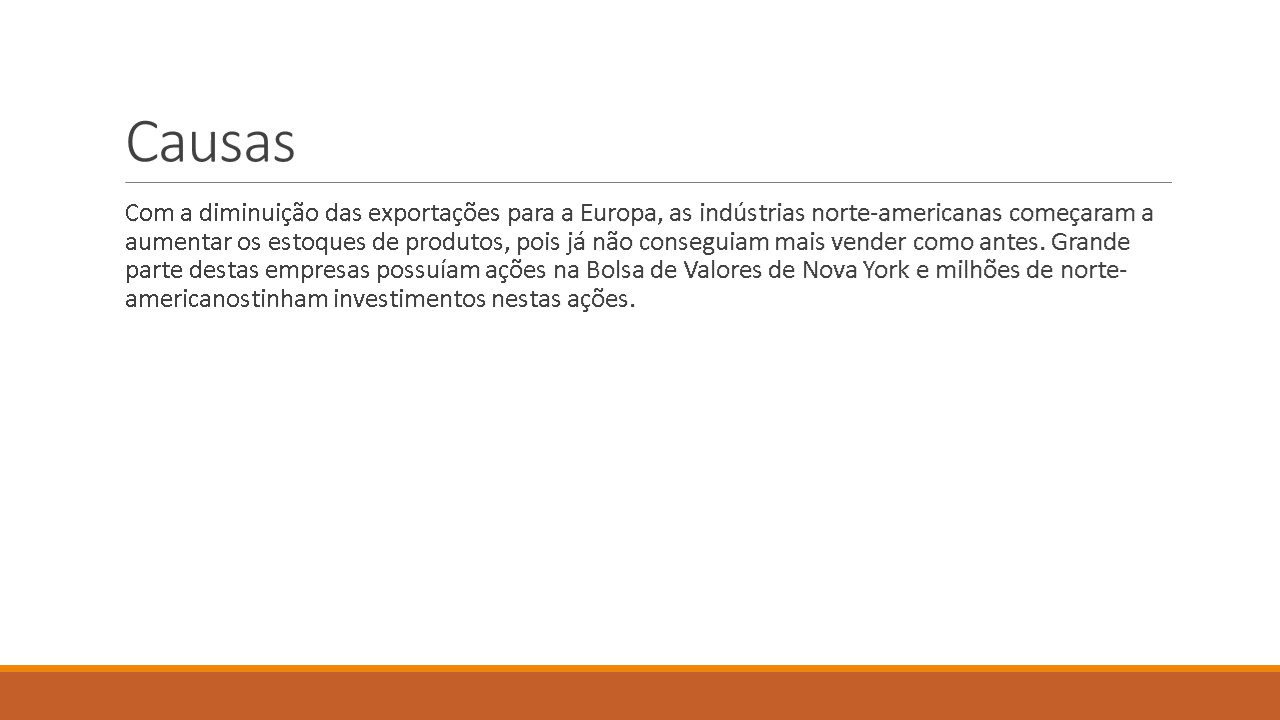 Causas
Com a diminuição das exportações para a Europa, as indústrias norte-americanas começaram a
aumentar os estoques de produtos, pois já não conseguiam mais vender como antes. Grande
parte destas empresas possuíam ações na Bolsa de Valores de Nova York e milhões de norte-
americanostinham investimentos nestas ações.